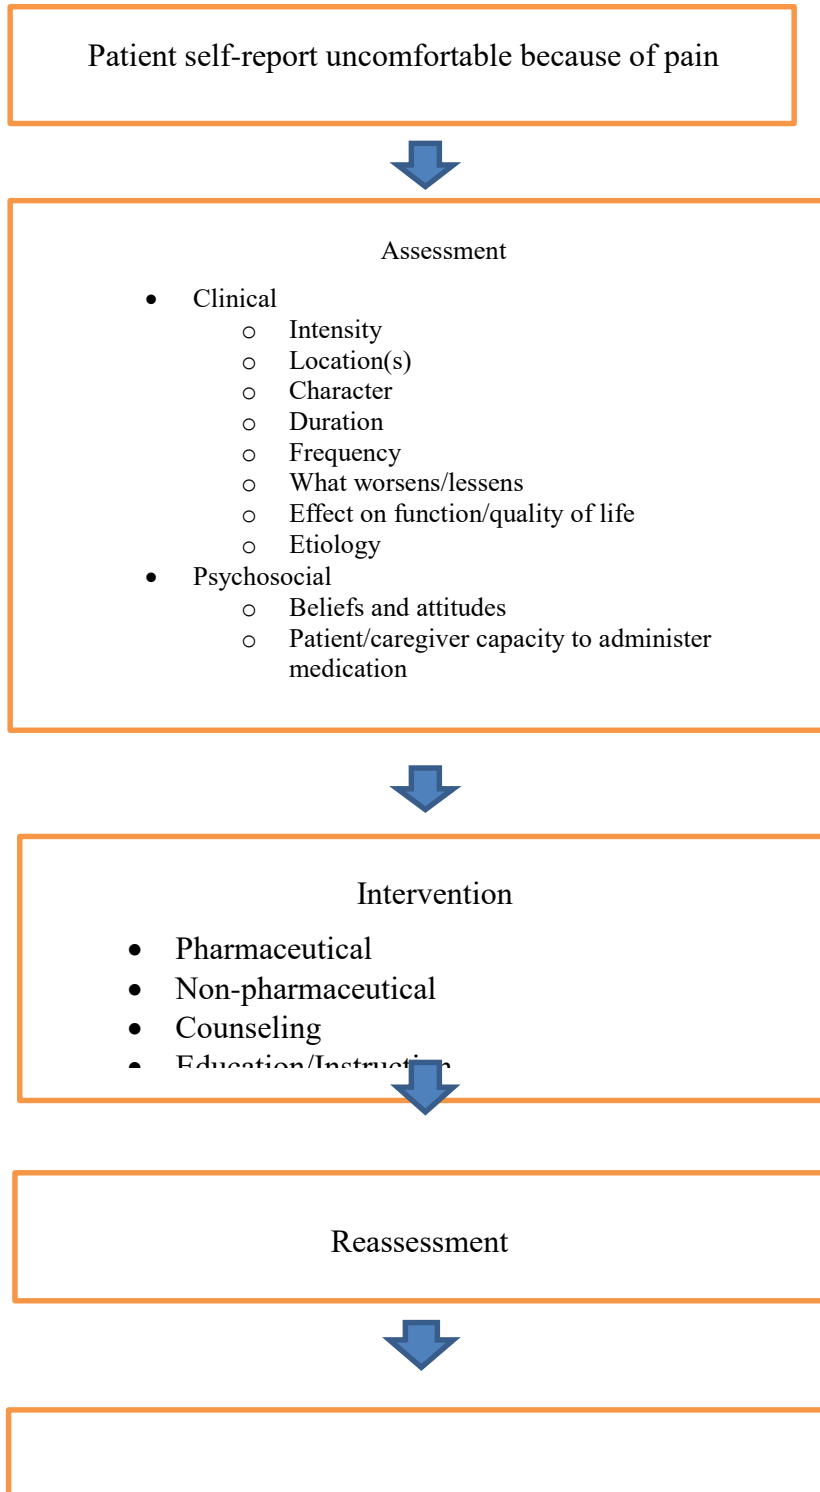 Patient self-report uncomfortable because of pain
Assessment
• Clinical
o Intensity
o Location(s)
o Character
o Duration
o Frequency
o What worsens/lessens
o Effect on function/quality of life
o Etiology
• Psychosocial
o Beliefs and attitudes
o Patient/caregiver capacity to administer
medication
Intervention
• Pharmaceutical
• Non-pharmaceutical
• Counseling
• Education/Instruction
Reassessment